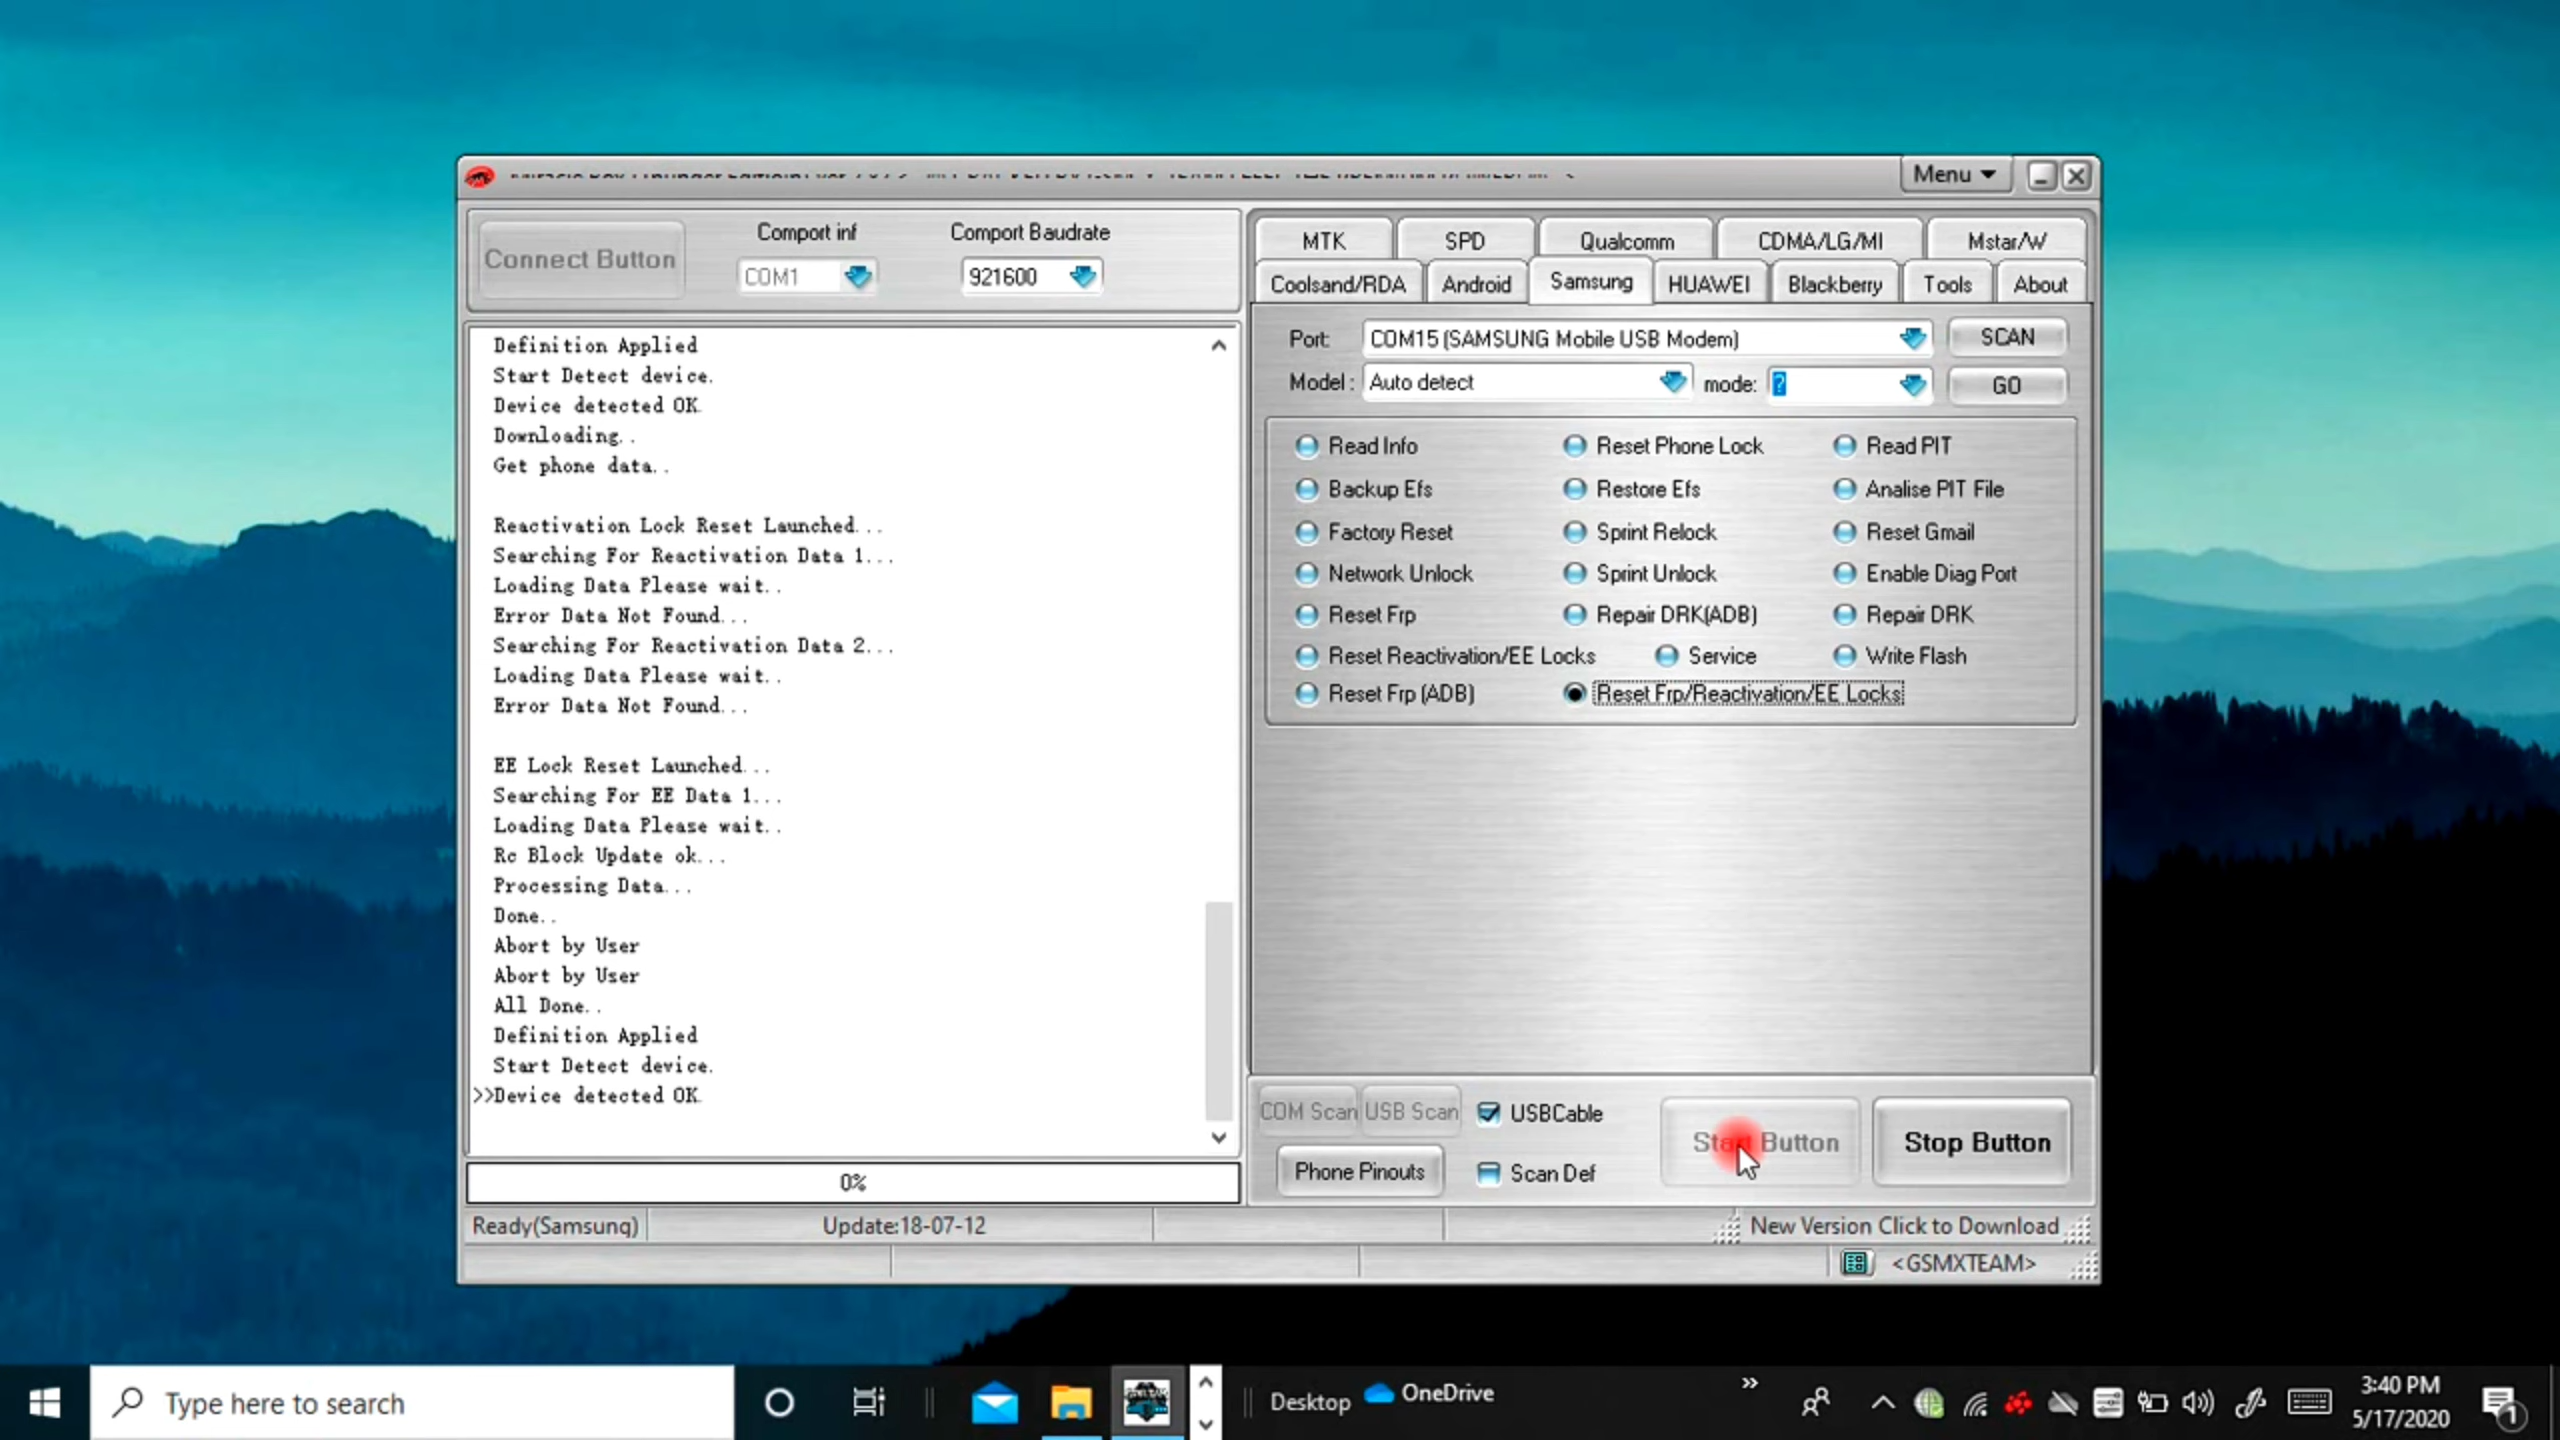 Menu
Connect Button
Comport inf
Comport Baudrate
COM1
921600
MTK
SPD
Qualcomm
CDMA/LG/MI
Mstar/W
Coolsand/RDA
Android
Samsung
HUAWEI
Blackberry
Tools
About
Port:
COM15 (SAMSUNG Mobile USB Modem)
SCAN
Model :
Auto detect
mode:
?
GO
Read Info
Reset Phone Lock
Read PIT
Backup Efs
Restore Efs
Analise PIT File
Factory Reset
Sprint Relock
Reset Gmail
Network Unlock
Sprint Unlock
Enable Diag Port
Reset Frp
Repair DRK(ADB)
Repair DRK
Reset Reactivation/EE Locks
Service
Write Flash
Reset Frp (ADB)
Reset Frp/Reactivation/EE Locks
Definition Applied
Start Detect device.
Device detected OK.
Downloading..
Get phone data..
Reactivation Lock Reset Launched...
Searching For Reactivation Data 1...
Loading Data Please wait..
Error Data Not Found...
Searching For Reactivation Data 2...
Loading Data Please wait..
Error Data Not Found...
EE Lock Reset Launched...
Searching For EE Data 1...
Loading Data Please wait..
Rc Block Update ok...
Processing Data...
Done..
Abort by User
Abort by User
All Done..
Definition Applied
Start Detect device.
>>Device detected OK.
COM Scan
USB Scan
USBCable
Start Button
Stop Button
Phone Pinouts
Scan Def
0%
Ready(Samsung)
Update:18-07-12
New Version Click to Download
<GSMXTEAM>
Type here to search
Desktop
OneDrive
3:40 PM
5/17/2020
1